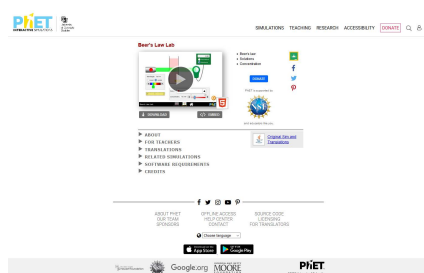 PhET
INTERACTIVE SIMULATIONS
SIMULATIONS
TEACHING
RESEARCH
ACCESSIBILITY
DONATE
Beer's Law Lab
Beer's Law
Solutions
Concentration
DONATE
PhET is supported by
DOWNLOAD
EMBED
ABOUT
FOR TEACHERS
TRANSLATIONS
RELATED SIMULATIONS
SOFTWARE REQUIREMENTS
CREDITS
Original Sim and
Translations
ABOUT PHET
OUR TEAM
SPONSORS
OFFLINE ACCESS
HELP CENTER
CONTACT
SOURCE CODE
LICENSING
FOR TRANSLATORS
Choose language
App Store
Google Play
Google.org
MOORE
PhET